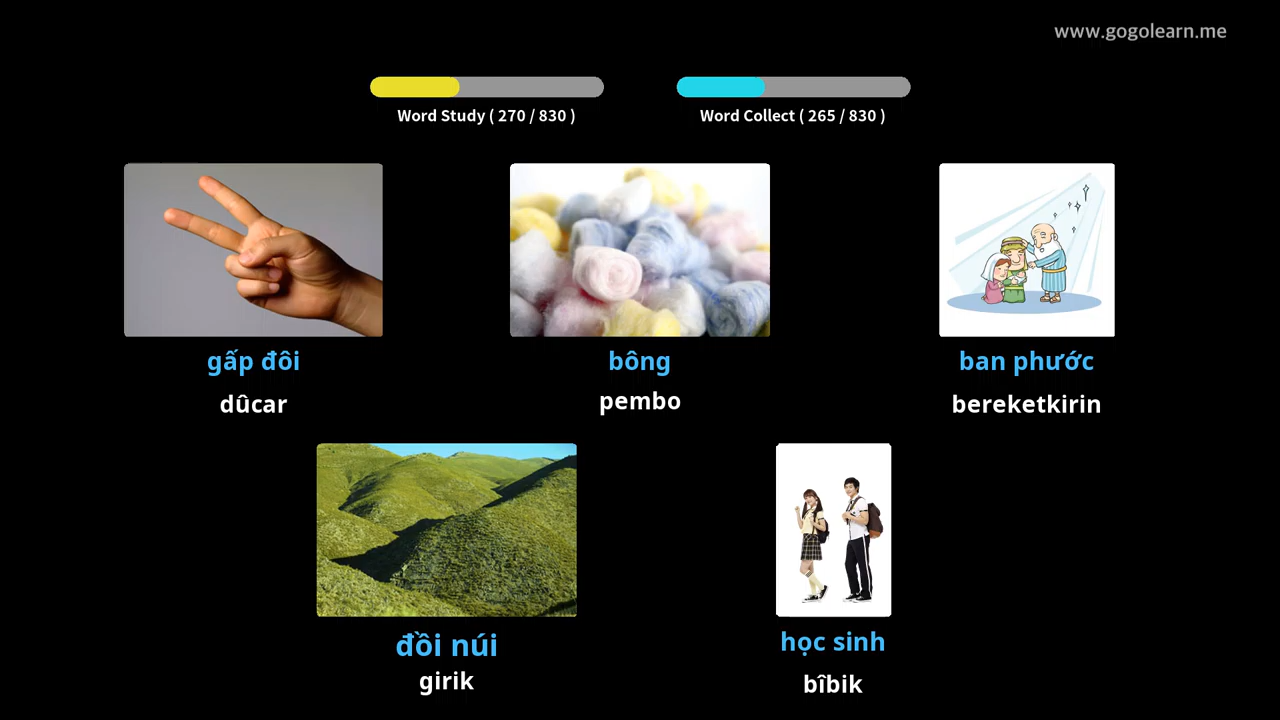 www.gogolearn.me
Word Study ( 270 / 830 )
Word Collect ( 265 / 830 )
gấp đôi
dûcar
bông
pembo
ban phước
bereketkirin
đồi núi
girik
học sinh
bîbik